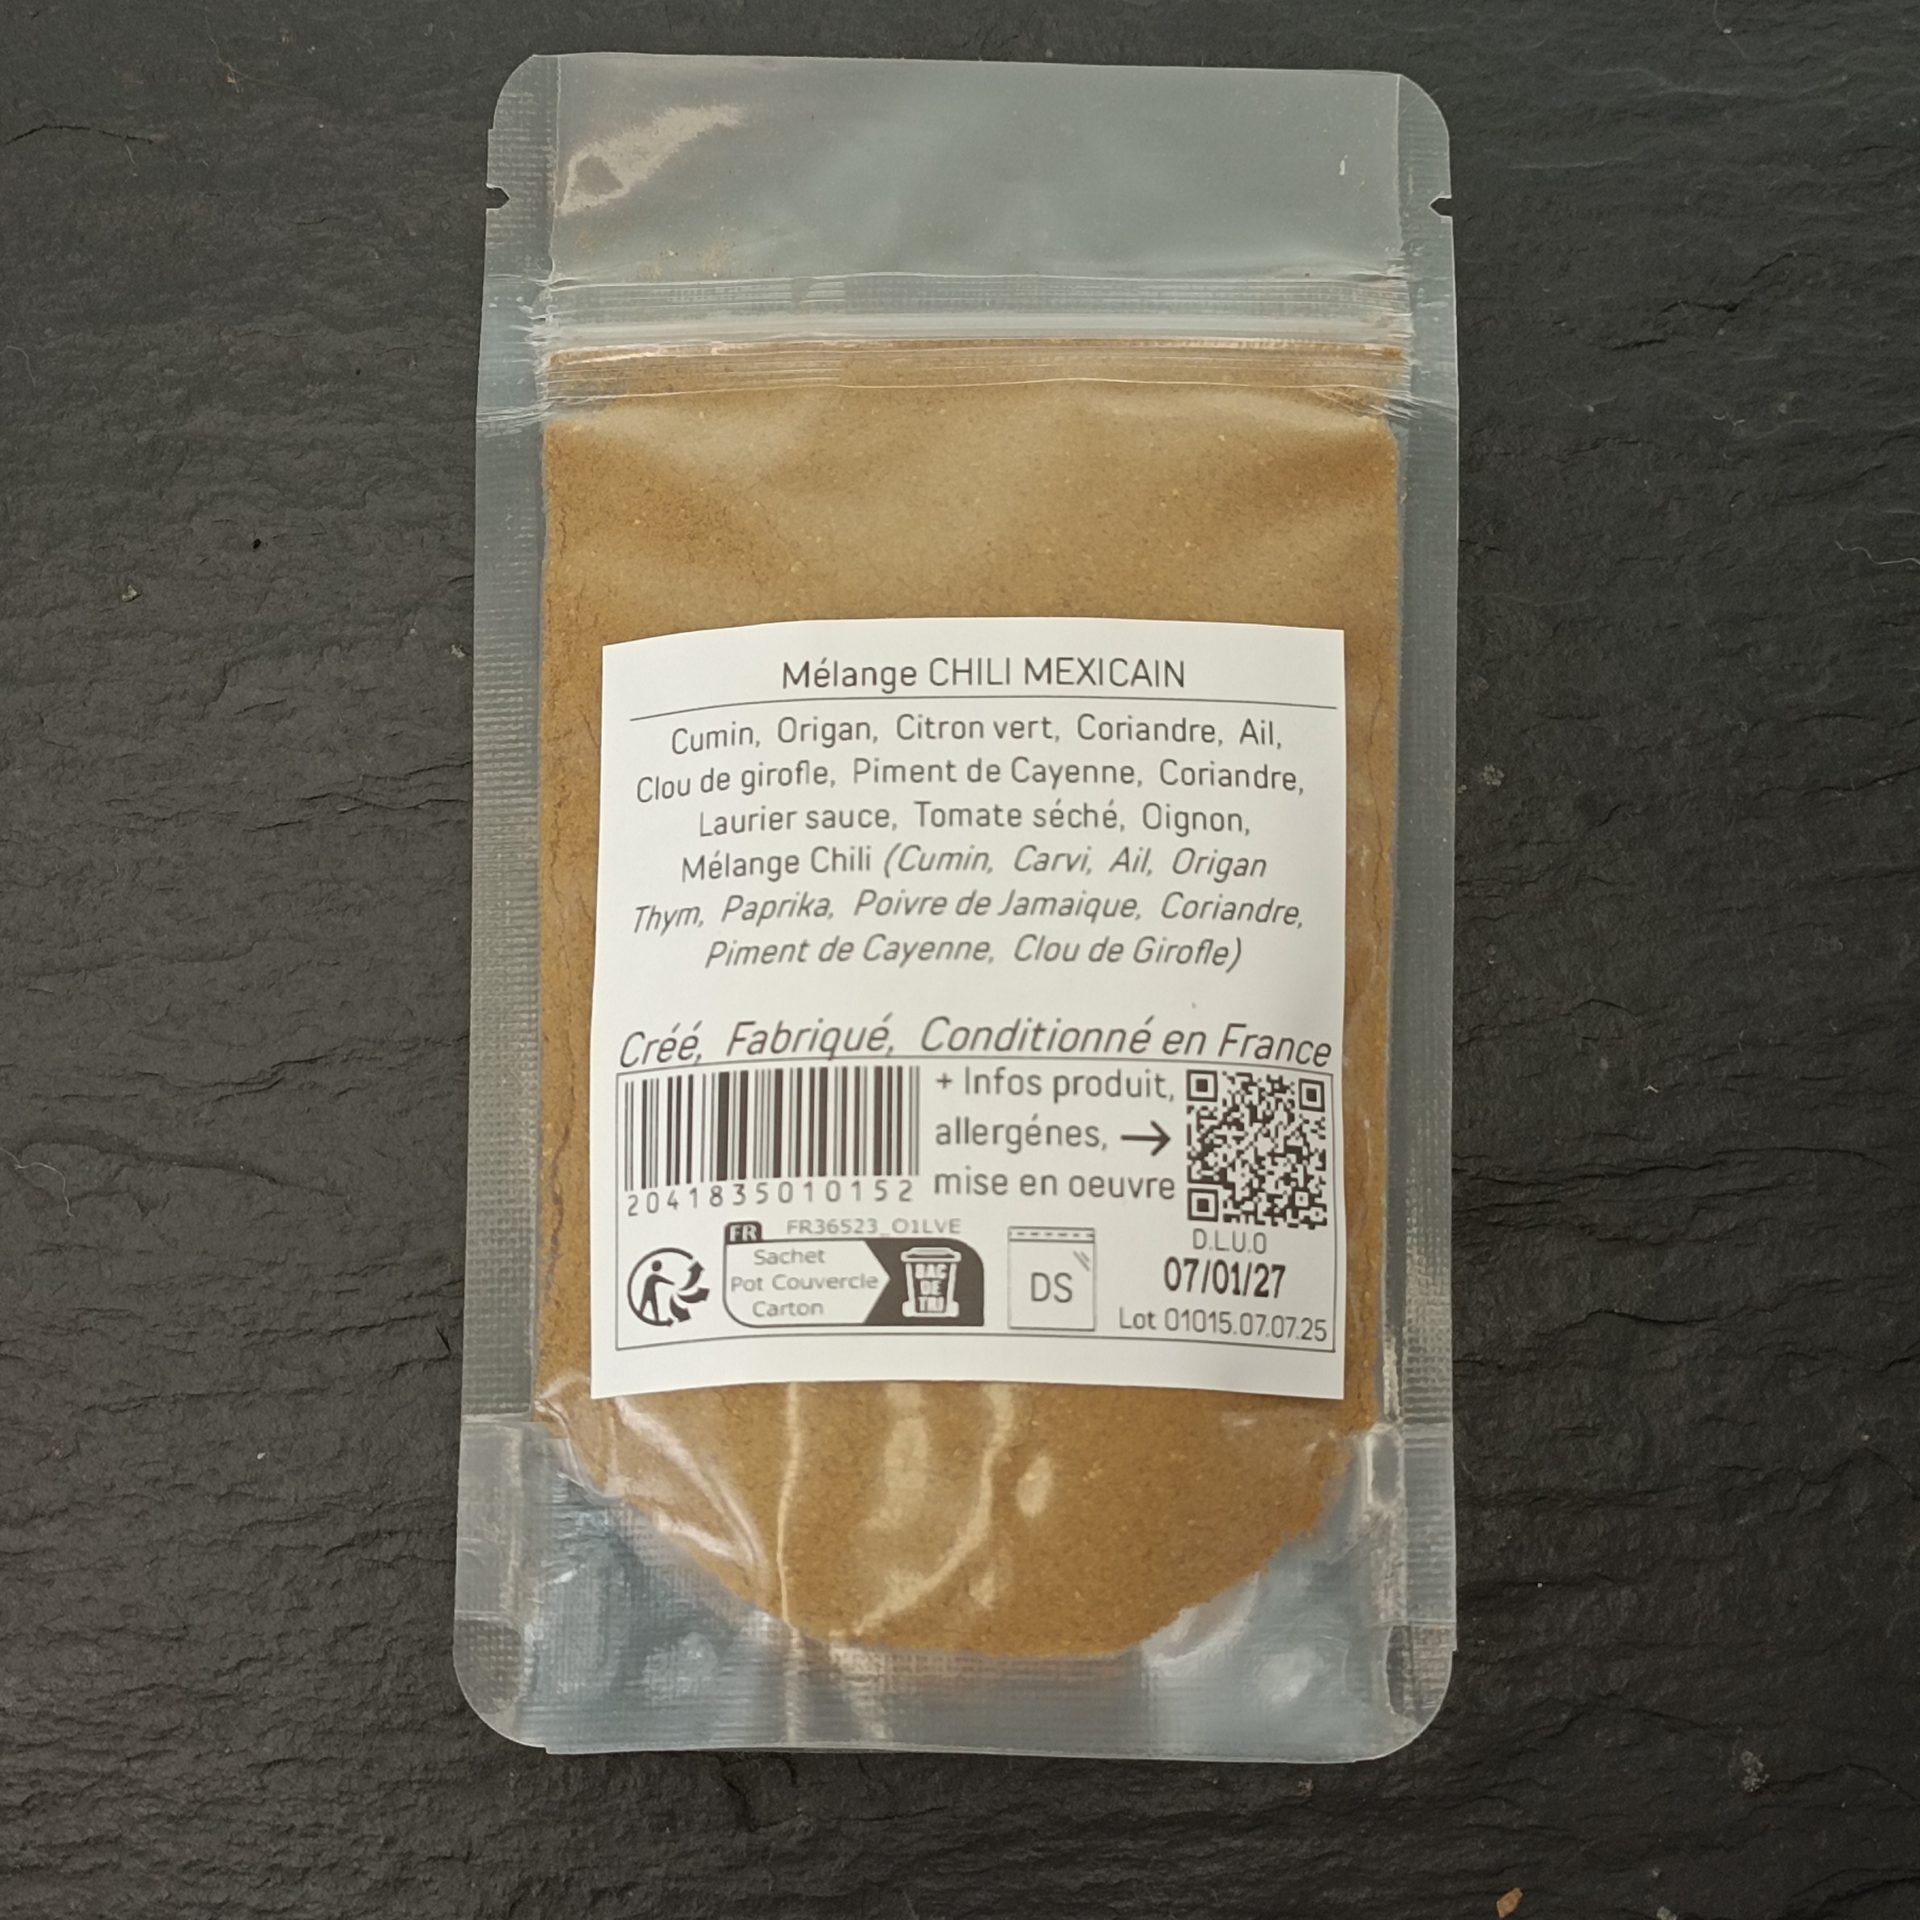 Mélange CHILI MEXICAIN
Cumin, Origan, Citron vert, Coriandre, Ail,
Clou de girofle, Piment de Cayenne, Coriandre,
Laurier sauce, Tomate séché, Oignon,
Mélange Chili (Cumin, Carvi, Ail, Origan
Thym, Paprika, Poivre de Jamaique, Coriandre,
Piment de Cayenne, Clou de Girofle)
Créé, Fabriqué, Conditionné en France
+ Infos produit,
allergénes, →
mise en oeuvre
2041835010152
FR FR36523_01LVE
Sachet
Pot Couvercle
Carton
BAC
DE
TRI
DS
D.L.U.O
07/01/27
Lot 01015.07.07.25